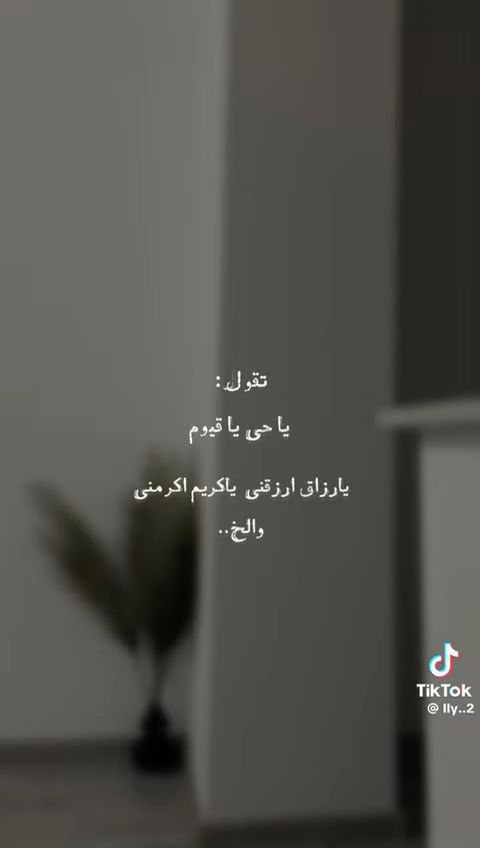 تقول:
يا حي يا قيوم
يارزاق ارزقني ياكريم اكرمني
والخ..
TikTok
@ lly..2